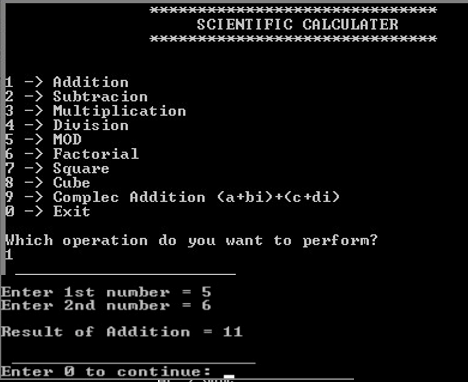 ******************************
SCIENTIFIC CALCULATER
******************************
1 -> Addition
2 -> Subtracion
3 -> Multiplication
4 -> Division
5 -> MOD
6 -> Factorial
7 -> Square
8 -> Cube
9 -> Complec Addition (a+bi)+(c+di)
0 -> Exit
Which operation do you want to perform?
1
Enter 1st number = 5
Enter 2nd number = 6
Result of Addition = 11
Enter 0 to continue: _